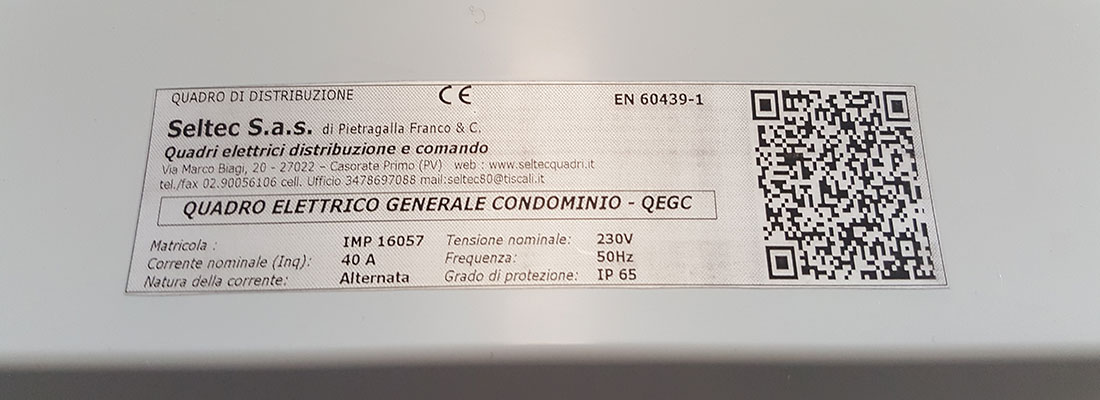 QUADRO DI DISTRIBUZIONE CE EN 60439-1
Seltec S.a.s. di Pietragalla Franco & C.
Quadri elettrici distribuzione e comando
Via Marco Biagi, 20 - 27022 - Casorate Primo (PV) web : www.seltecquadri.it
tel./fax 02.90056106 cell. Ufficio 3478697088 mail:seltec80@tiscali.it
QUADRO ELETTRICO GENERALE CONDOMINIO - QEGC
Matricola : IMP 16057 Tensione nominale: 230V
Corrente nominale (Inq): 40 A Frequenza: 50Hz
Natura della corrente: Alternata Grado di protezione: IP 65